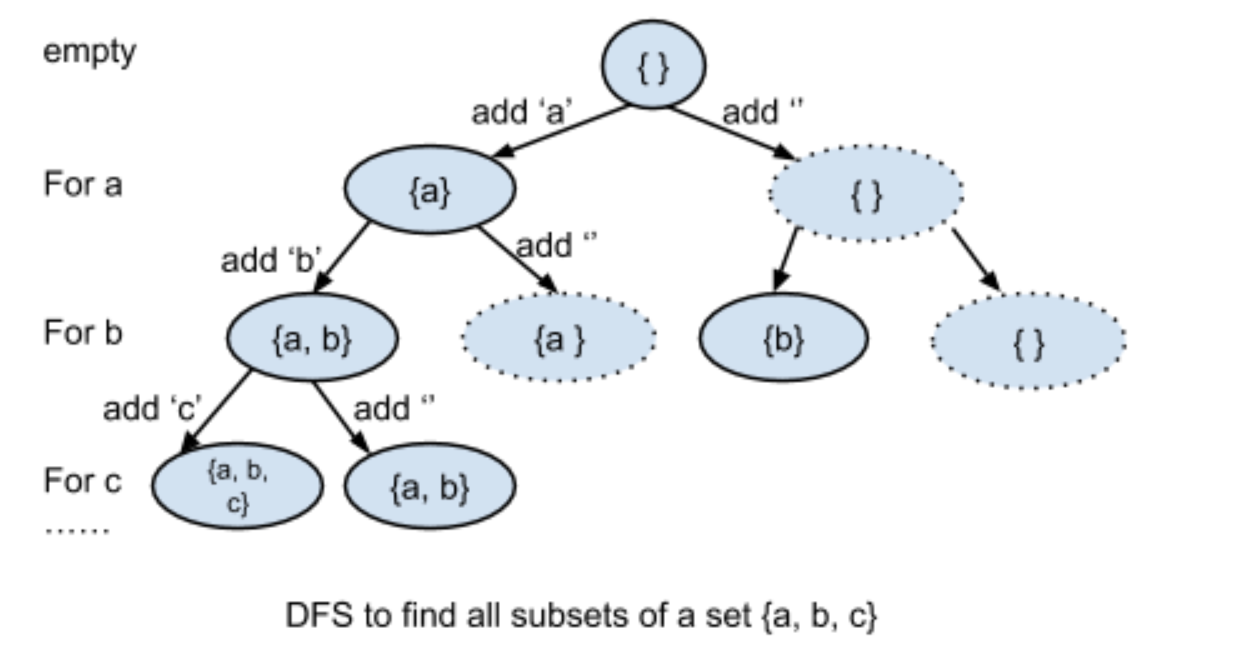 empty
{ }
add ‘a’
add ‘’
For a
{a}
{ }
add ‘b’
add ‘’
For b
{a, b}
{a }
{b}
{ }
add ‘c’
add ‘’
For c
{a, b,
c}
{a, b}
......
DFS to find all subsets of a set {a, b, c}